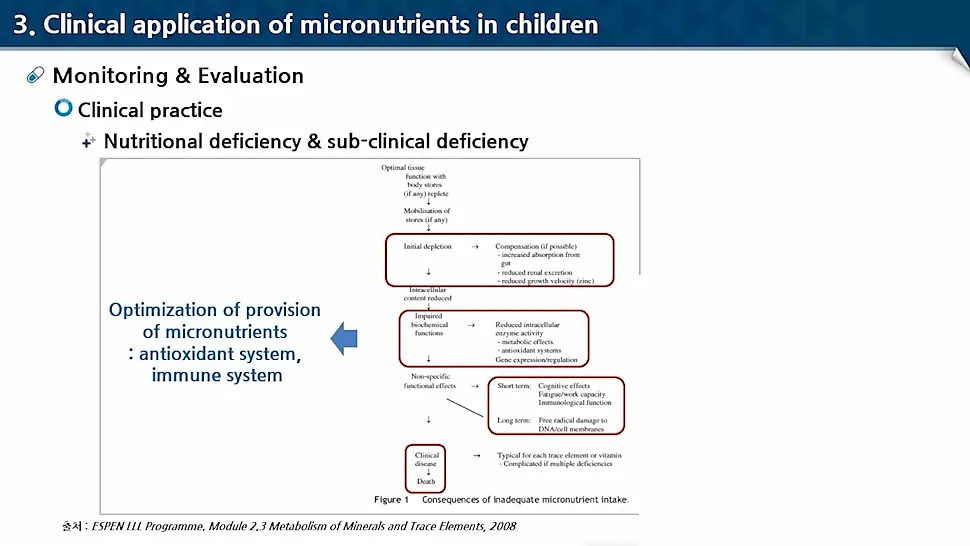 3. Clinical application of micronutrients in children
Monitoring & Evaluation
Clinical practice
Nutritional deficiency & sub-clinical deficiency
Optimal tissue
function with
body stores
(if any) replete
↓
Mobilisation of
stores (if any)
↓
Initial depletion → Compensation (if possible)
- increased absorption from
gut
↓ - reduced renal excretion
- reduced growth velocity (zinc)
Intracellular
content reduced
↓
Impaired
biochemical → Reduced intracellular
functions enzyme activity
- metabolic effects
- antioxidant systems
↓ Gene expression/regulation
Optimization of provision
of micronutrients
: antioxidant system,
immune system
Non-specific
functional effects → Short term: Cognitive effects
Fatigue/work capacity
Immunological function
↓ Long term: Free radical damage to
DNA/cell membranes
Clinical → Typical for each trace element or vitamin
disease - Complicated if multiple deficiencies
↓
Death
Figure 1 Consequences of inadequate micronutrient intake.
출처 : ESPEN LLL Programme, Module 2.3 Metabolism of Minerals and Trace Elements, 2008